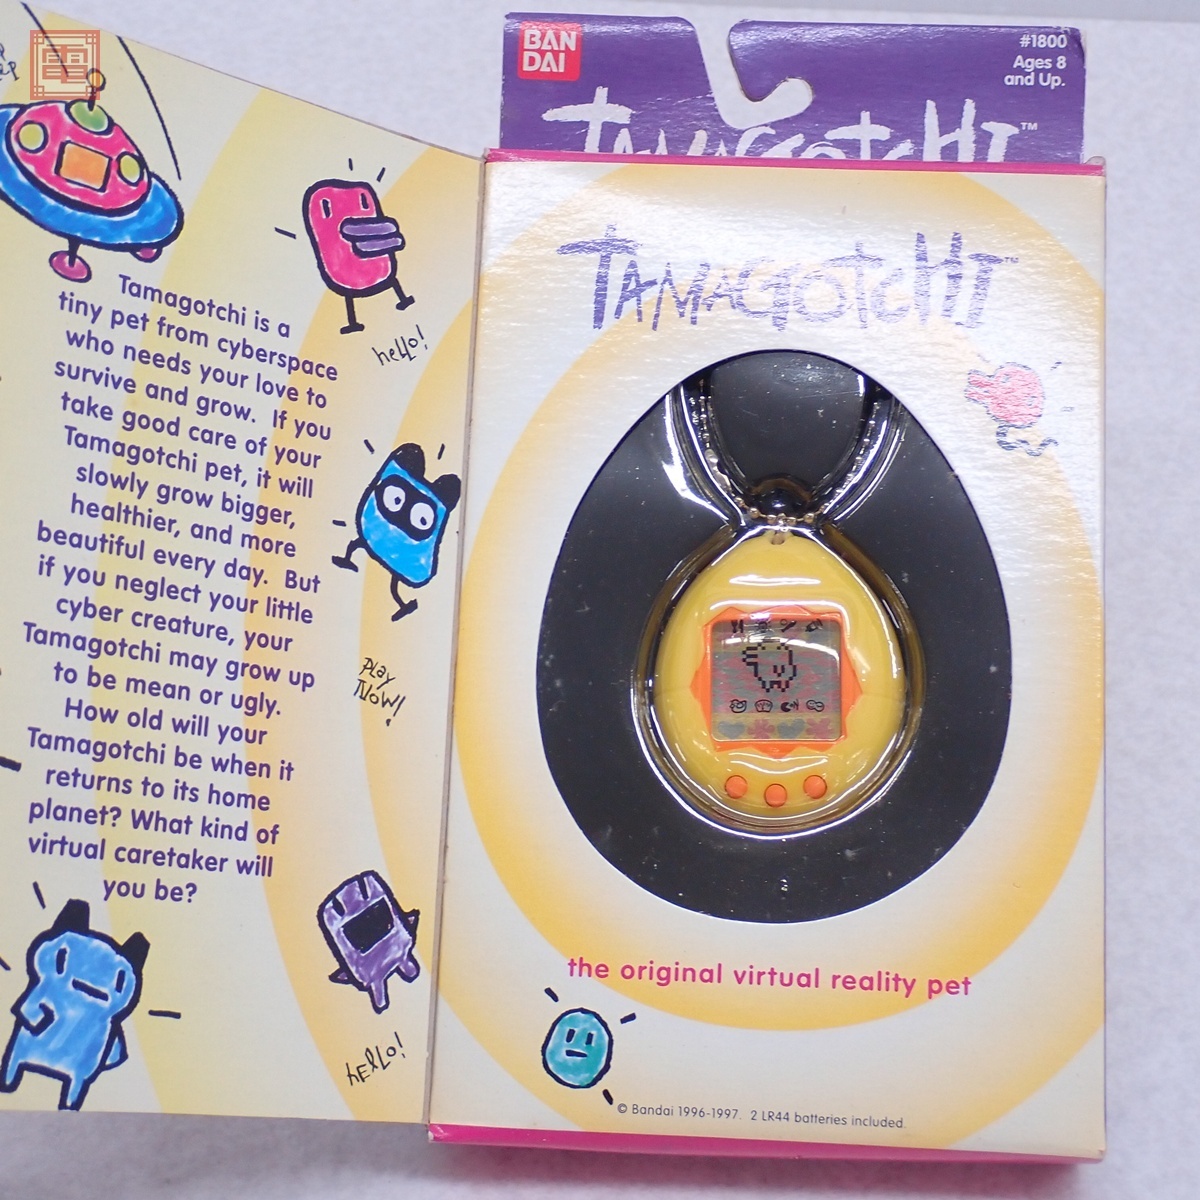 BAN
DAI
#1800
Ages 8
and Up.
TAMAGOTCHI™
Tamagotchi is a
tiny pet from cyberspace
who needs your love to
survive and grow. If you
take good care of your
Tamagotchi pet, it will
slowly grow bigger,
healthier, and more
beautiful every day. But
if you neglect your little
cyber creature, your
Tamagotchi may grow up
to be mean or ugly.
How old will your
Tamagotchi be when it
returns to its home
planet? What kind of
virtual caretaker will
you be?
hello!
Play
Now!
hello!
TAMAGOTCHI™
the original virtual reality pet
© Bandai 1996-1997. 2 LR44 batteries included.